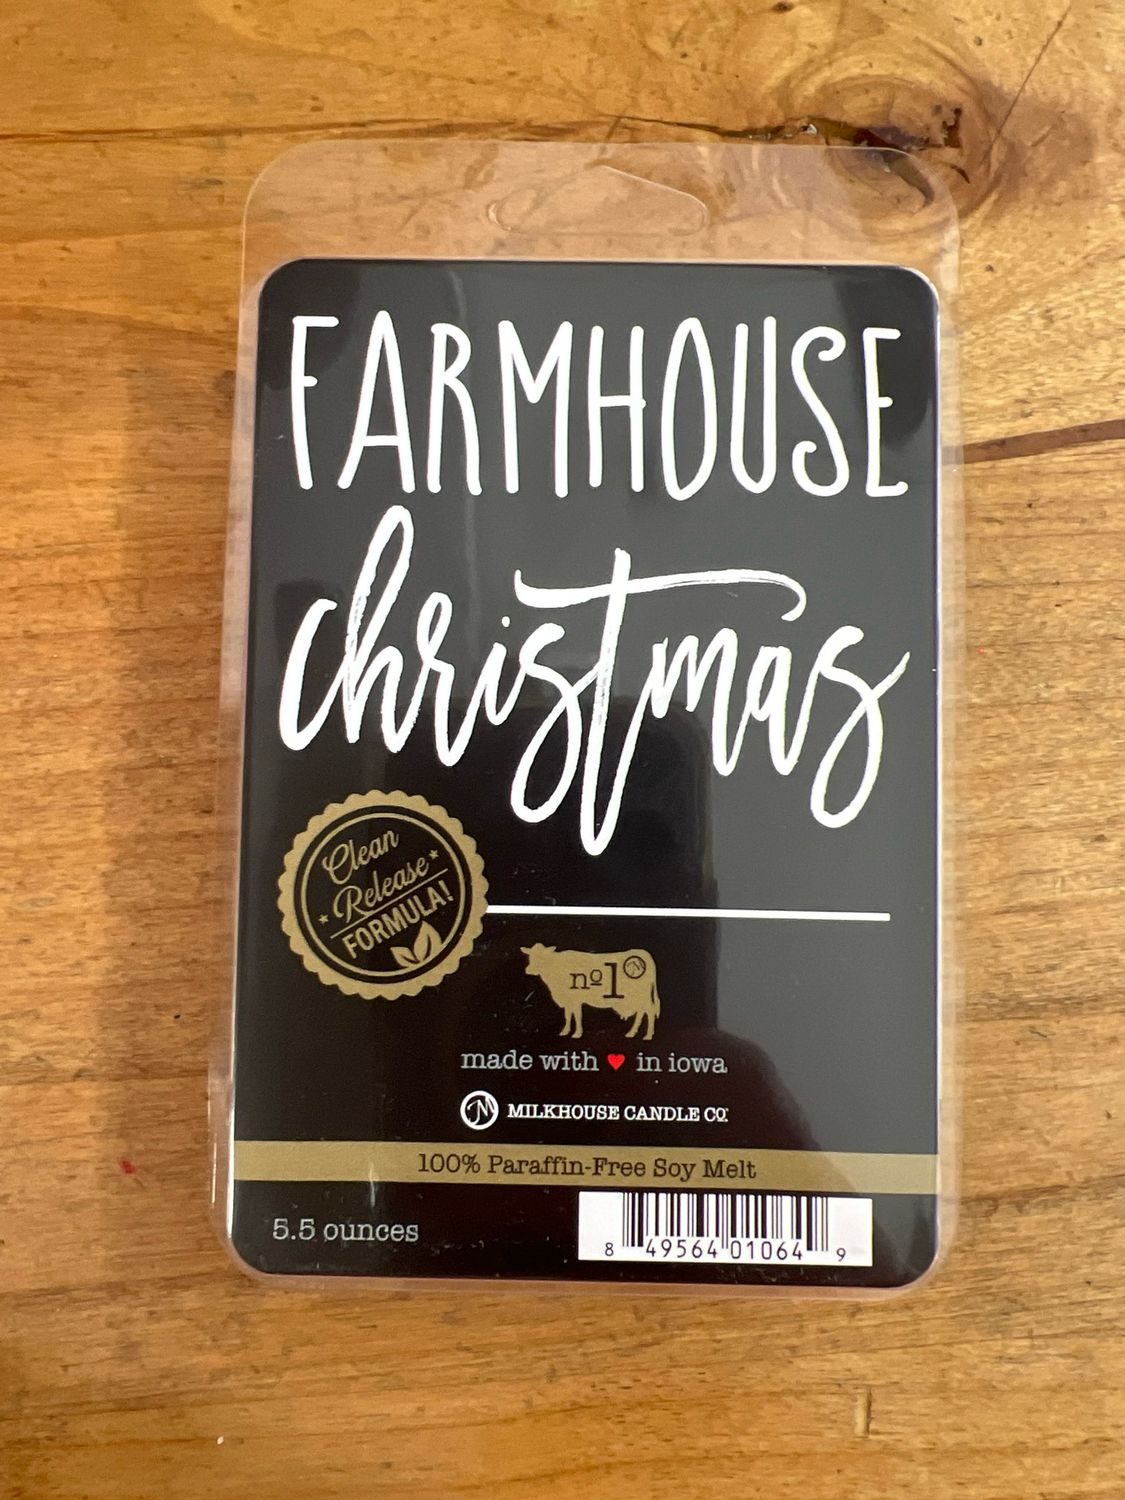 FARMHOUSE
christmas
Clean
Release
FORMULA!
nº1 M
made with ♥ in iowa
M MILKHOUSE CANDLE CO.
100% Paraffin-Free Soy Melt
5.5 ounces
8 49564 01064 9